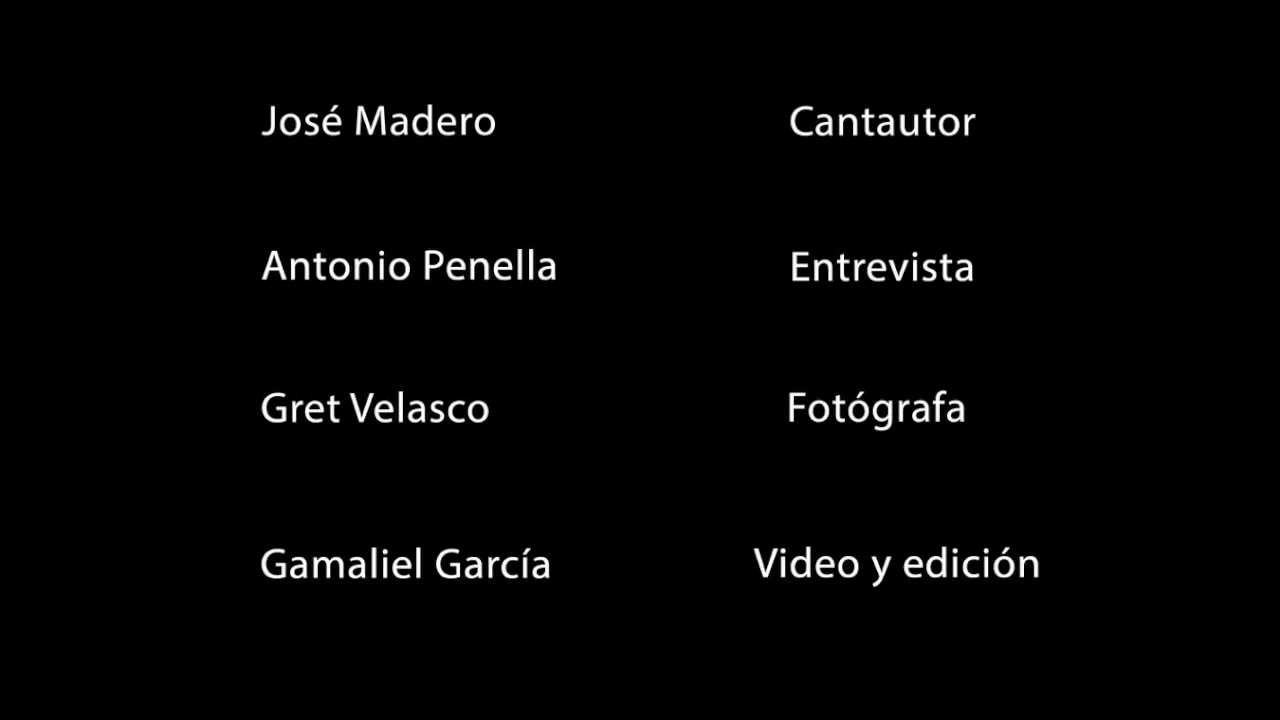 José Madero Cantautor
Antonio Penella Entrevista
Gret Velasco Fotógrafa
Gamaliel García Video y edición